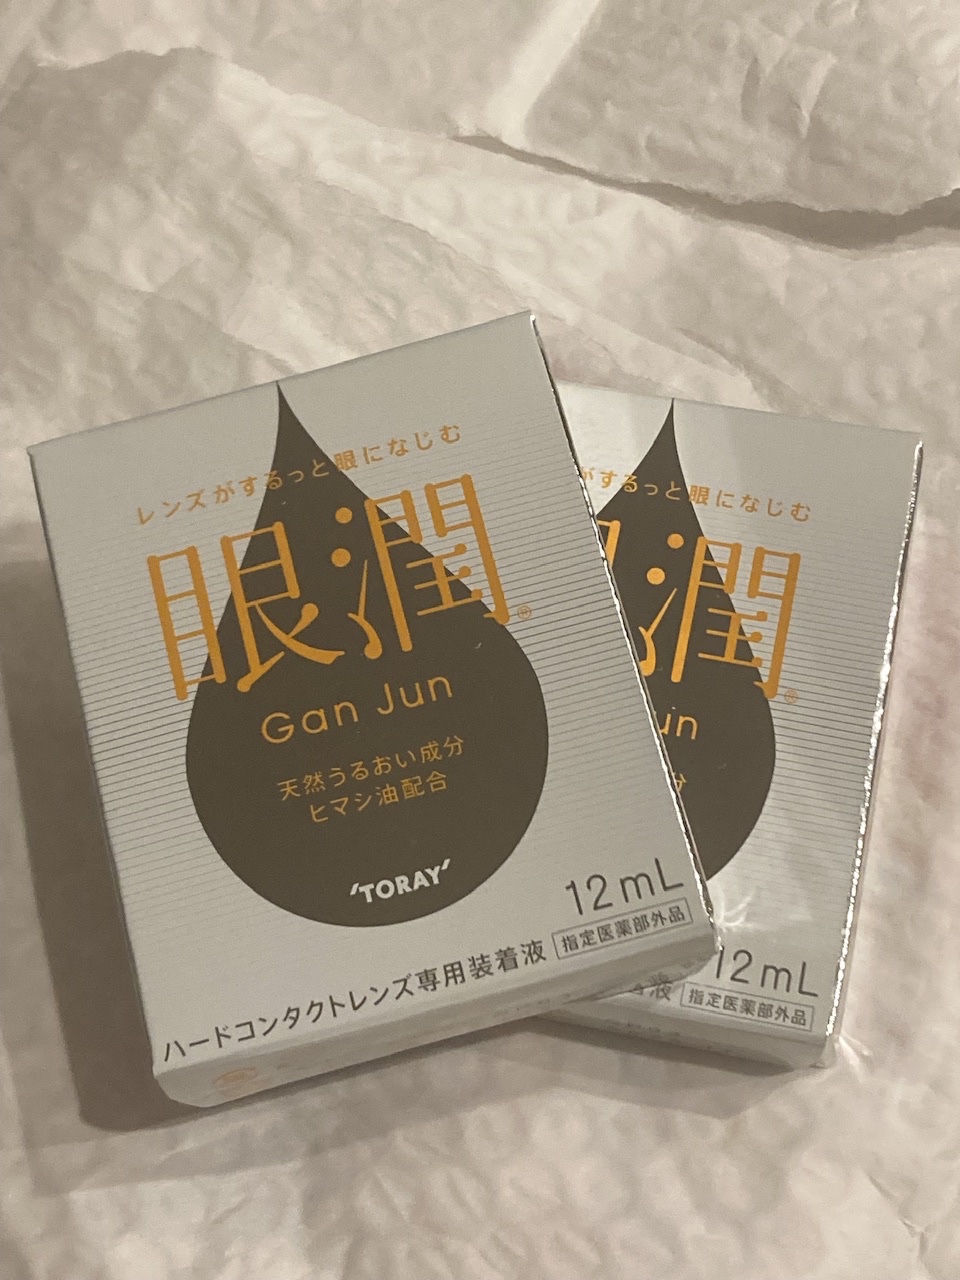 レンズがするっと眼になじむ
眼潤®
Gan Jun
天然うるおい成分
ヒマシ油配合
'TORAY'
12mL
ハードコンタクトレンズ専用装着液
指定医薬部外品
がするっと眼になじむ
潤®
un
分
12mL
液
指定医薬部外品